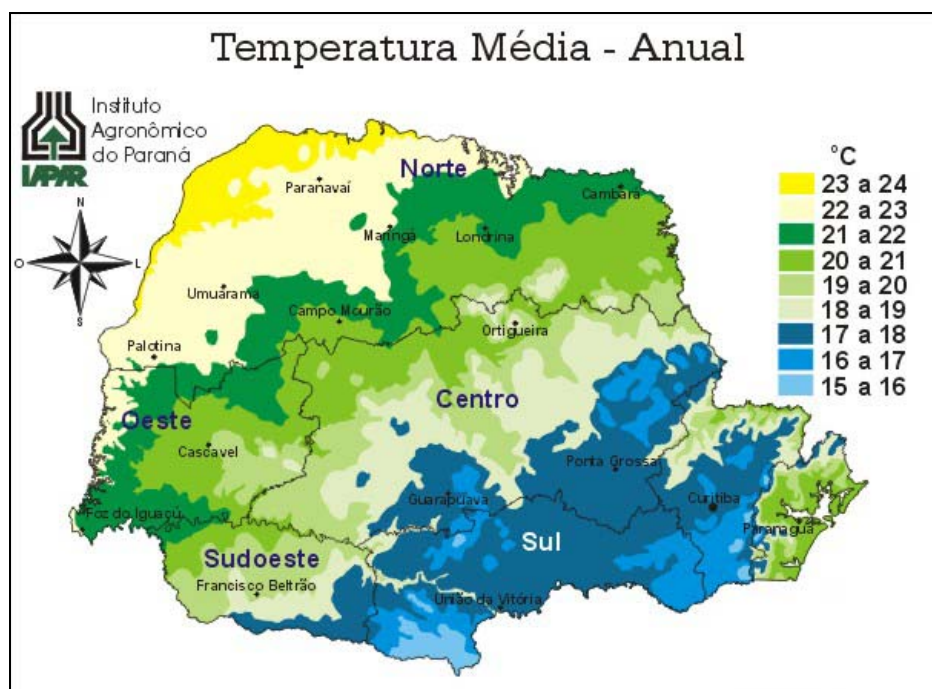 Temperatura Média - Anual
Instituto
Agronômico
do Paraná
IAPAR
N
O
L
S
°C
23 a 24
22 a 23
21 a 22
20 a 21
19 a 20
18 a 19
17 a 18
16 a 17
15 a 16
Norte
Paranavaí
Cambará
Maringá
Londrina
Umuarama
Campo Mourão
Ortigueira
Palotina
Oeste
Centro
Cascavel
Ponta Grossa
Guarapuava
Curitiba
Foz do Iguaçú
Paranaguá
Sul
Sudoeste
Francisco Beltrão
União da Vitória